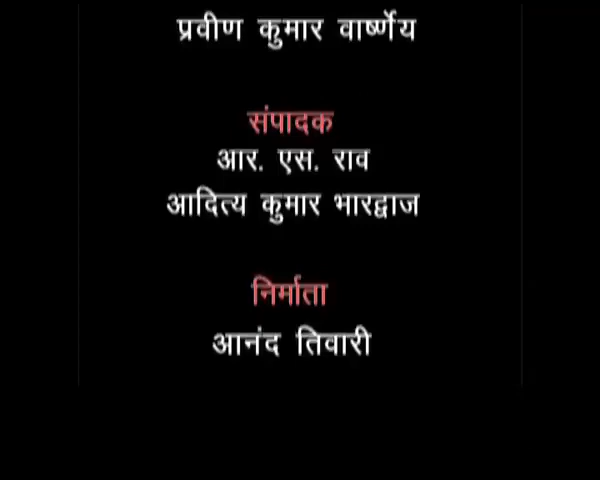 प्रवीण कुमार वार्ष्णेय
संपादक
आर. एस. राव
आदित्य कुमार भारद्वाज
निर्माता
आनंद तिवारी